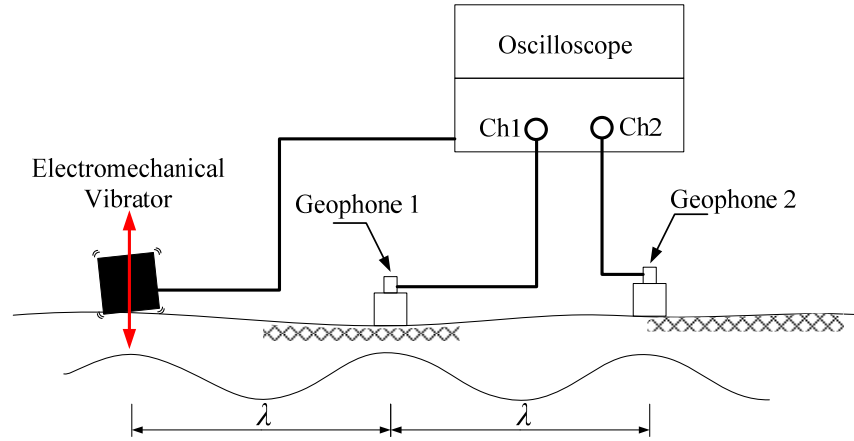 Oscilloscope
Ch1
Ch2
Electromechanical
Vibrator
Geophone 1
Geophone 2
λ
λ